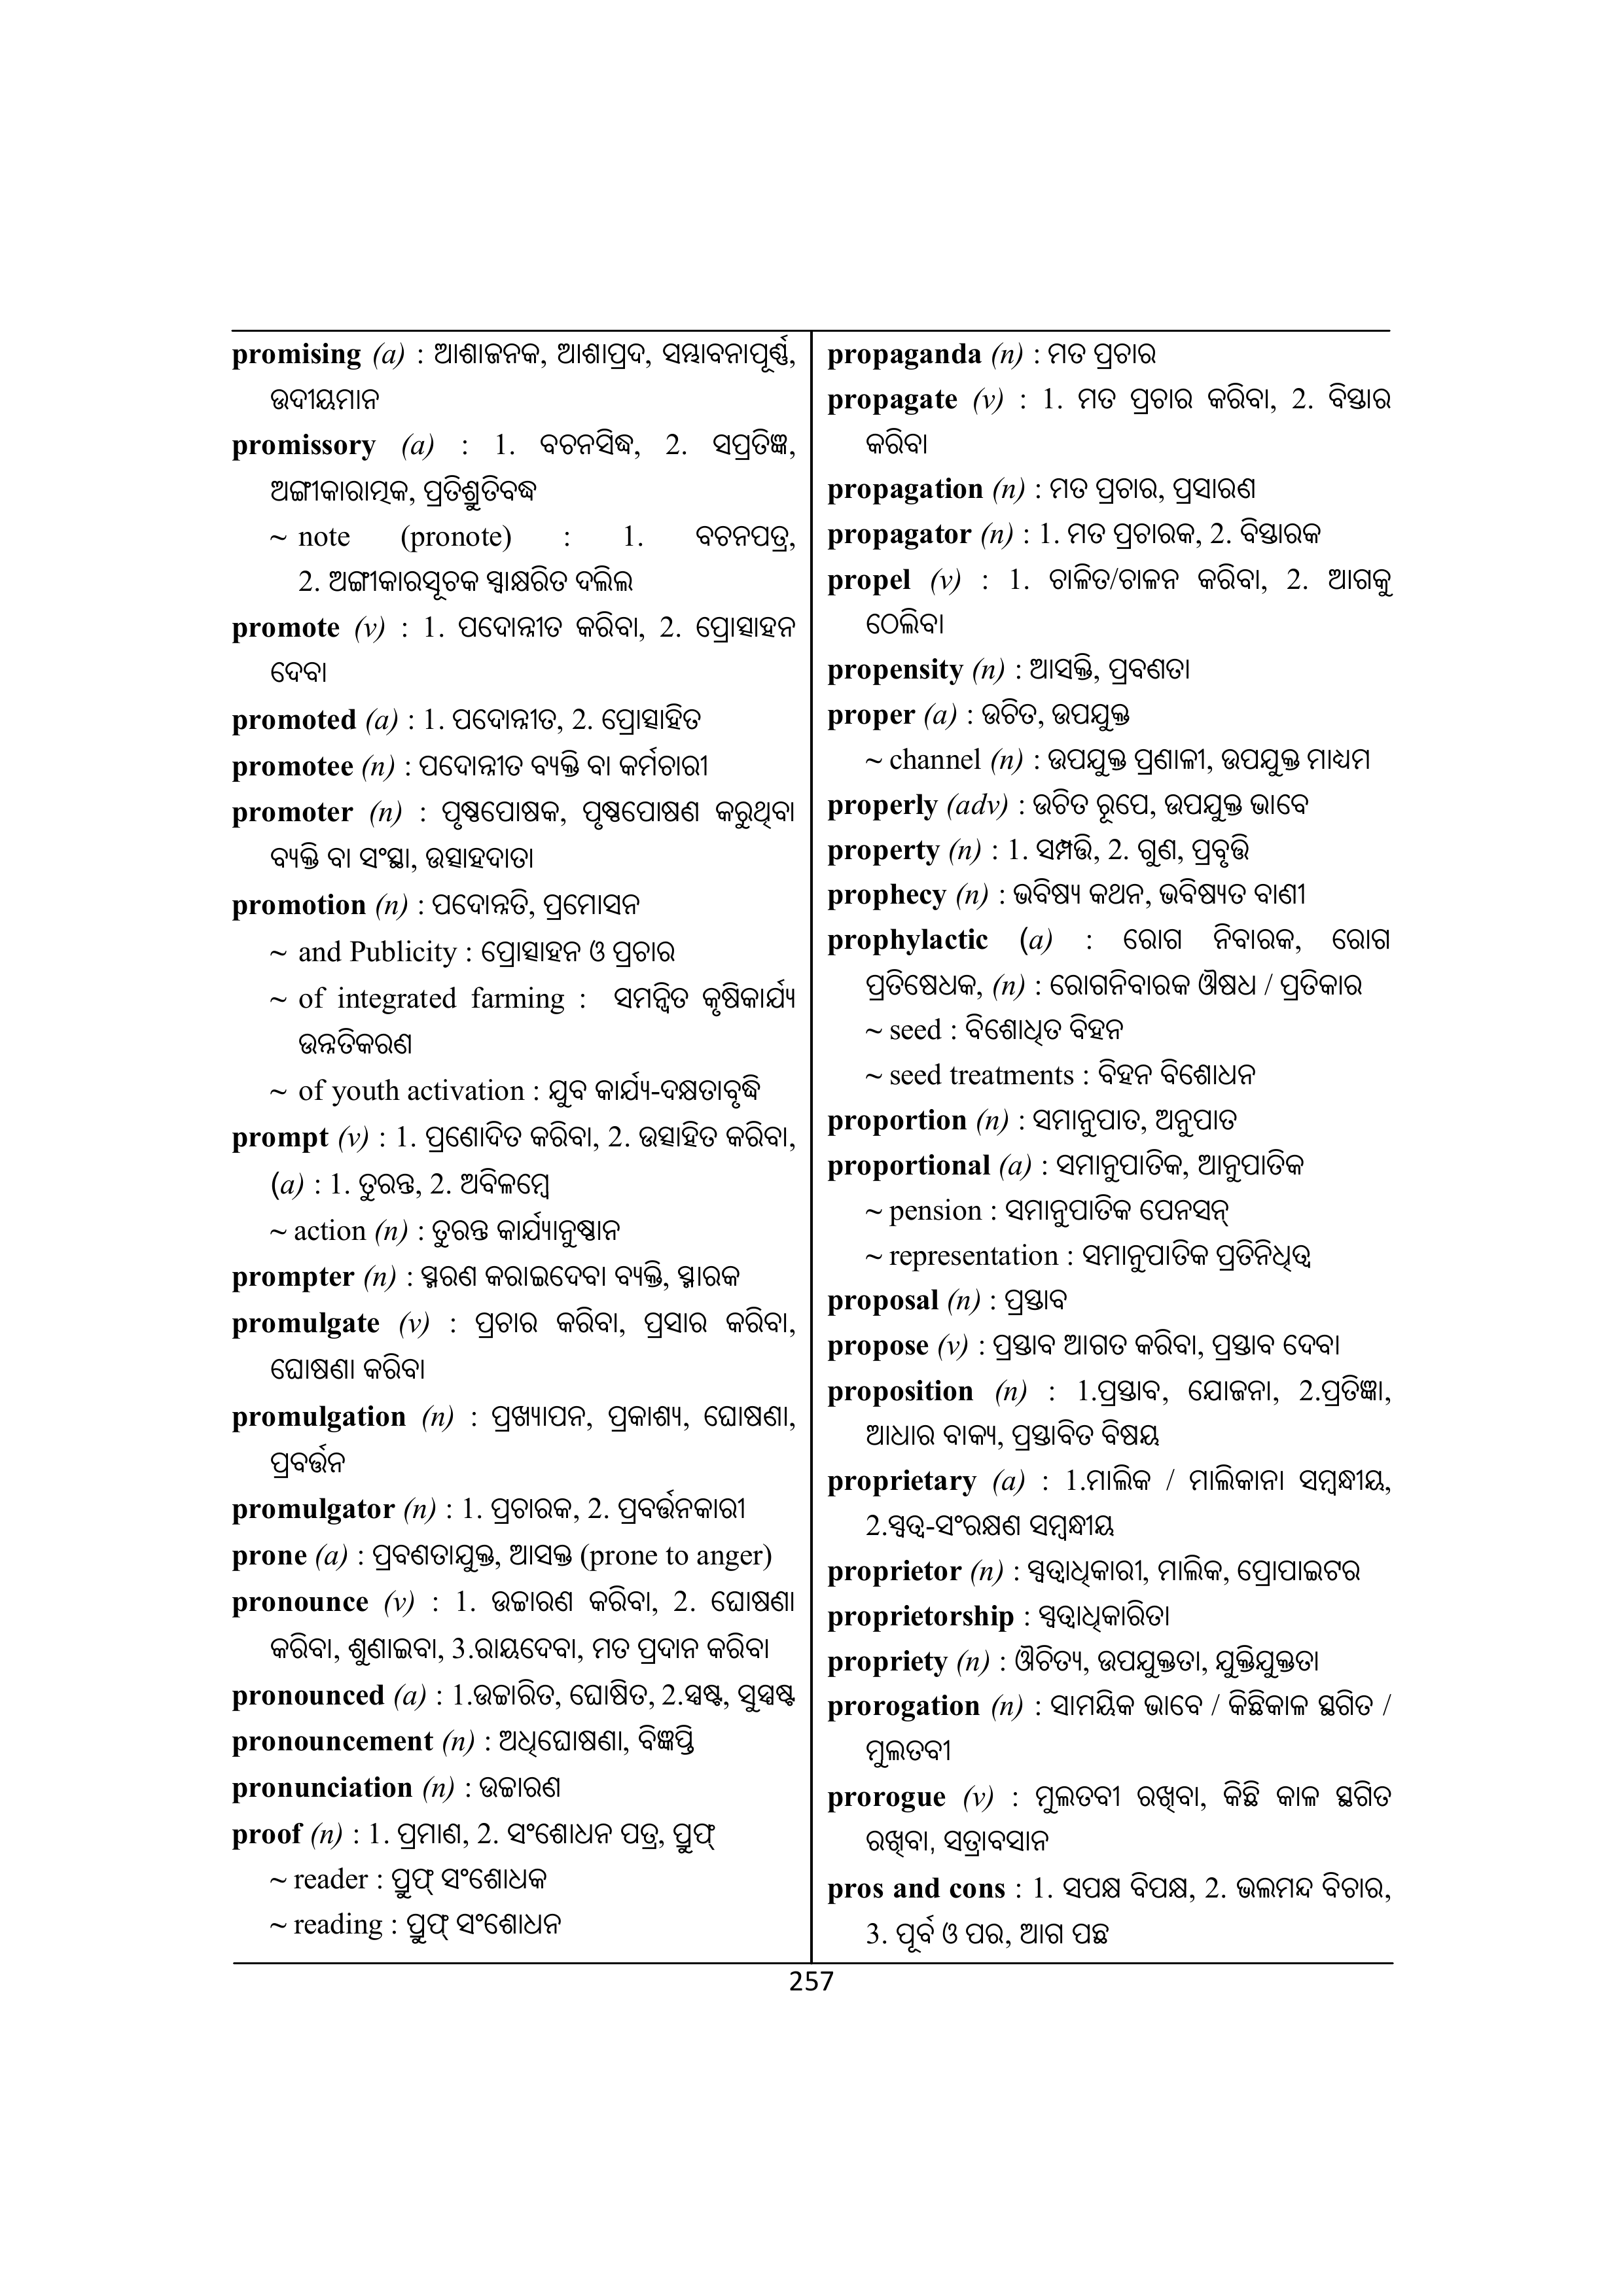 promising (a) : ଆଶାଜନକ, ଆଶାପ୍ରଦ, ସମ୍ଭାବନାପୂର୍ଣ୍ଣ,
ଉଦୀୟମାନ
promissory (a) : 1. ବଚନସିଦ୍ଧ, 2. ସପ୍ରତିଜ୍ଞ,
ଅଙ୍ଗୀକାରାତ୍ମକ, ପ୍ରତିଶ୍ରୁତିବଦ୍ଧ
~ note (pronote) : 1. ବଚନପତ୍ର,
2. ଅଙ୍ଗୀକାରସୂଚକ ସ୍ୱାକ୍ଷରିତ ଦଲିଲ
promote (v) : 1. ପଦୋନ୍ନୀତ କରିବା, 2. ପ୍ରୋତ୍ସାହନ
ଦେବା
promoted (a) : 1. ପଦୋନ୍ନୀତ, 2. ପ୍ରୋତ୍ସାହିତ
promotee (n) : ପଦୋନ୍ନୀତ ବ୍ୟକ୍ତି ବା କର୍ମଚାରୀ
promoter (n) : ପୃଷ୍ଠପୋଷକ, ପୃଷ୍ଠପୋଷଣ କରୁଥିବା
ବ୍ୟକ୍ତି ବା ସଂସ୍ଥା, ଉତ୍ସାହଦାତା
promotion (n) : ପଦୋନ୍ନତି, ପ୍ରମୋସନ
~ and Publicity : ପ୍ରୋତ୍ସାହନ ଓ ପ୍ରଚାର
~ of integrated farming : ସମନ୍ୱିତ କୃଷିକାର୍ଯ୍ୟ
ଉନ୍ନତିକରଣ
~ of youth activation : ଯୁବ କାର୍ଯ୍ୟ-ଦକ୍ଷତାବୃଦ୍ଧି
prompt (v) : 1. ପ୍ରଣୋଦିତ କରିବା, 2. ଉତ୍ସାହିତ କରିବା,
(a) : 1. ତୁରନ୍ତ, 2. ଅବିଳମ୍ବେ
~ action (n) : ତୁରନ୍ତ କାର୍ଯ୍ୟାନୁଷ୍ଠାନ
prompter (n) : ସ୍ମରଣ କରାଇଦେବା ବ୍ୟକ୍ତି, ସ୍ମାରକ
promulgate (v) : ପ୍ରଚାର କରିବା, ପ୍ରସାର କରିବା,
ଘୋଷଣା କରିବା
promulgation (n) : ପ୍ରଖ୍ୟାପନ, ପ୍ରକାଶ୍ୟ, ଘୋଷଣା,
ପ୍ରବର୍ତ୍ତନ
promulgator (n) : 1. ପ୍ରଚାରକ, 2. ପ୍ରବର୍ତ୍ତନକାରୀ
prone (a) : ପ୍ରବଣତାଯୁକ୍ତ, ଆସକ୍ତ (prone to anger)
pronounce (v) : 1. ଉଚ୍ଚାରଣ କରିବା, 2. ଘୋଷଣା
କରିବା, ଶୁଣାଇବା, 3.ରାୟଦେବା, ମତ ପ୍ରଦାନ କରିବା
pronounced (a) : 1.ଉଚ୍ଚାରିତ, ଘୋଷିତ, 2.ସ୍ପଷ୍ଟ, ସୁସ୍ପଷ୍ଟ
pronouncement (n) : ଅଧିଘୋଷଣା, ବିଜ୍ଞପ୍ତି
pronunciation (n) : ଉଚ୍ଚାରଣ
proof (n) : 1. ପ୍ରମାଣ, 2. ସଂଶୋଧନ ପତ୍ର, ପ୍ରୁଫ୍
~ reader : ପ୍ରୁଫ୍ ସଂଶୋଧକ
~ reading : ପ୍ରୁଫ୍ ସଂଶୋଧନ
propaganda (n) : ମତ ପ୍ରଚାର
propagate (v) : 1. ମତ ପ୍ରଚାର କରିବା, 2. ବିସ୍ତାର
କରିବା
propagation (n) : ମତ ପ୍ରଚାର, ପ୍ରସାରଣ
propagator (n) : 1. ମତ ପ୍ରଚାରକ, 2. ବିସ୍ତାରକ
propel (v) : 1. ଚାଳିତ/ଚାଳନ କରିବା, 2. ଆଗକୁ
ଠେଲିବା
propensity (n) : ଆସକ୍ତି, ପ୍ରବଣତା
proper (a) : ଉଚିତ, ଉପଯୁକ୍ତ
~ channel (n) : ଉପଯୁକ୍ତ ପ୍ରଣାଳୀ, ଉପଯୁକ୍ତ ମାଧ୍ୟମ
properly (adv) : ଉଚିତ ରୂପେ, ଉପଯୁକ୍ତ ଭାବେ
property (n) : 1. ସମ୍ପତ୍ତି, 2. ଗୁଣ, ପ୍ରବୃତ୍ତି
prophecy (n) : ଭବିଷ୍ୟ କଥନ, ଭବିଷ୍ୟତ ବାଣୀ
prophylactic (a) : ରୋଗ ନିବାରକ, ରୋଗ
ପ୍ରତିଷେଧକ, (n) : ରୋଗନିବାରକ ଔଷଧ / ପ୍ରତିକାର
~ seed : ବିଶୋଧିତ ବିହନ
~ seed treatments : ବିହନ ବିଶୋଧନ
proportion (n) : ସମାନୁପାତ, ଅନୁପାତ
proportional (a) : ସମାନୁପାତିକ, ଆନୁପାତିକ
~ pension : ସମାନୁପାତିକ ପେନସନ୍
~ representation : ସମାନୁପାତିକ ପ୍ରତିନିଧିତ୍ୱ
proposal (n) : ପ୍ରସ୍ତାବ
propose (v) : ପ୍ରସ୍ତାବ ଆଗତ କରିବା, ପ୍ରସ୍ତାବ ଦେବା
proposition (n) : 1.ପ୍ରସ୍ତାବ, ଯୋଜନା, 2.ପ୍ରତିଜ୍ଞା,
ଆଧାର ବାକ୍ୟ, ପ୍ରସ୍ତାବିତ ବିଷୟ
proprietary (a) : 1.ମାଲିକ / ମାଲିକାନା ସମ୍ବନ୍ଧୀୟ,
2.ସ୍ୱତ୍ୱ-ସଂରକ୍ଷଣ ସମ୍ବନ୍ଧୀୟ
proprietor (n) : ସ୍ୱତ୍ୱାଧିକାରୀ, ମାଲିକ, ପ୍ରୋପାଇଟର
proprietorship : ସ୍ୱତ୍ୱାଧିକାରିତା
propriety (n) : ଔଚିତ୍ୟ, ଉପଯୁକ୍ତତା, ଯୁକ୍ତିଯୁକ୍ତତା
prorogation (n) : ସାମୟିକ ଭାବେ / କିଛିକାଳ ସ୍ଥଗିତ /
ମୁଲତବୀ
prorogue (v) : ମୁଲତବୀ ରଖିବା, କିଛି କାଳ ସ୍ଥଗିତ
ରଖିବା, ସତ୍ରାବସାନ
pros and cons : 1. ସପକ୍ଷ ବିପକ୍ଷ, 2. ଭଲମନ୍ଦ ବିଚାର,
3. ପୂର୍ବ ଓ ପର, ଆଗ ପଛ
257